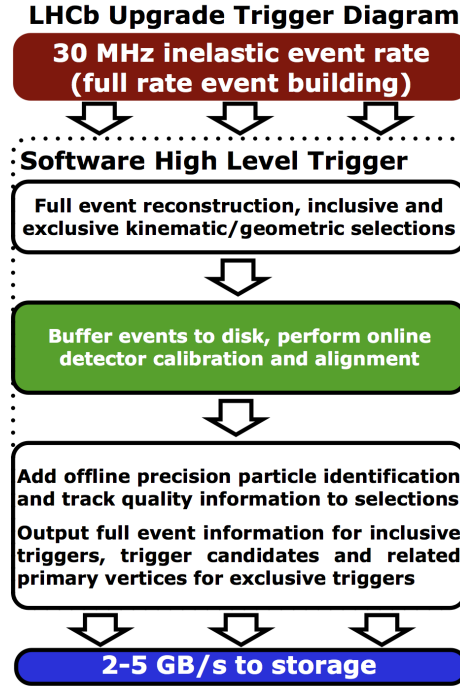 LHCb Upgrade Trigger Diagram
30 MHz inelastic event rate
(full rate event building)
Software High Level Trigger
Full event reconstruction, inclusive and
exclusive kinematic/geometric selections
Buffer events to disk, perform online
detector calibration and alignment
Add offline precision particle identification
and track quality information to selections
Output full event information for inclusive
triggers, trigger candidates and related
primary vertices for exclusive triggers
2-5 GB/s to storage